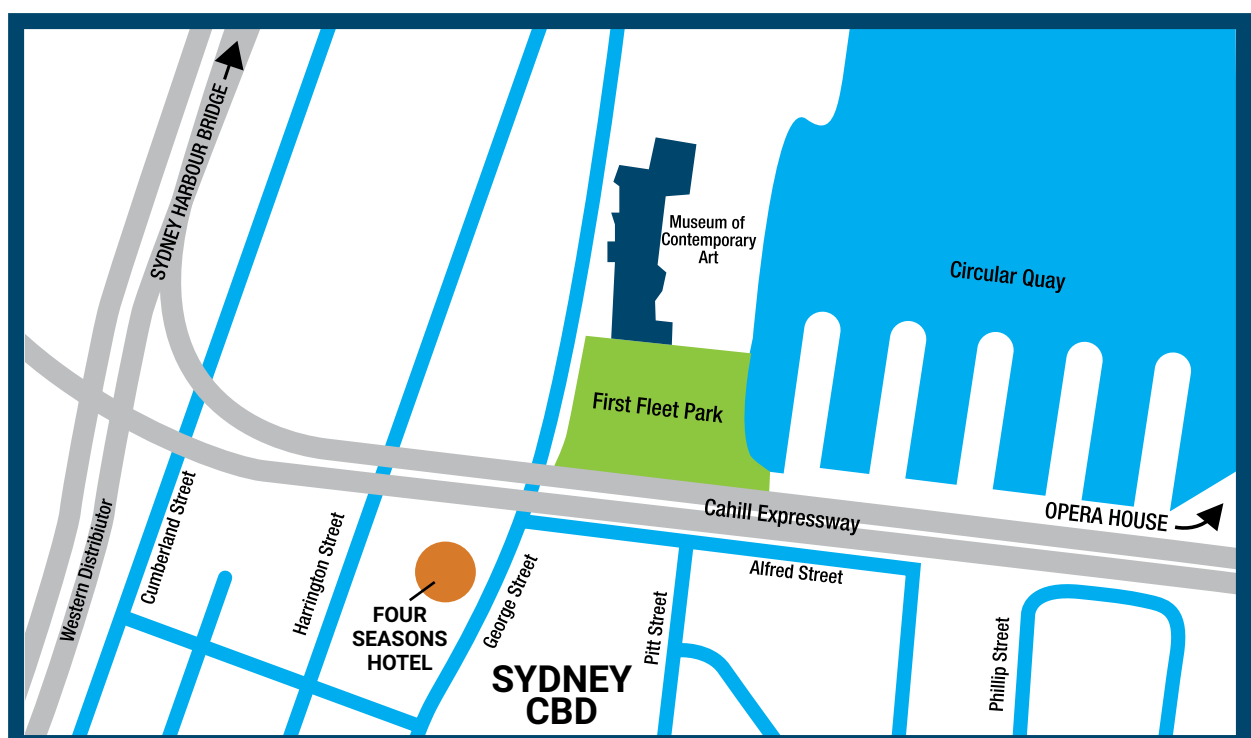 SYDNEY HARBOUR BRIDGE
Museum of
Contemporary
Art
Circular Quay
First Fleet Park
Cahill Expressway
OPERA HOUSE
Western Distribiutor
Cumberland Street
Harrington Street
FOUR
SEASONS
HOTEL
George Street
SYDNEY
CBD
Pitt Street
Alfred Street
Phillip Street